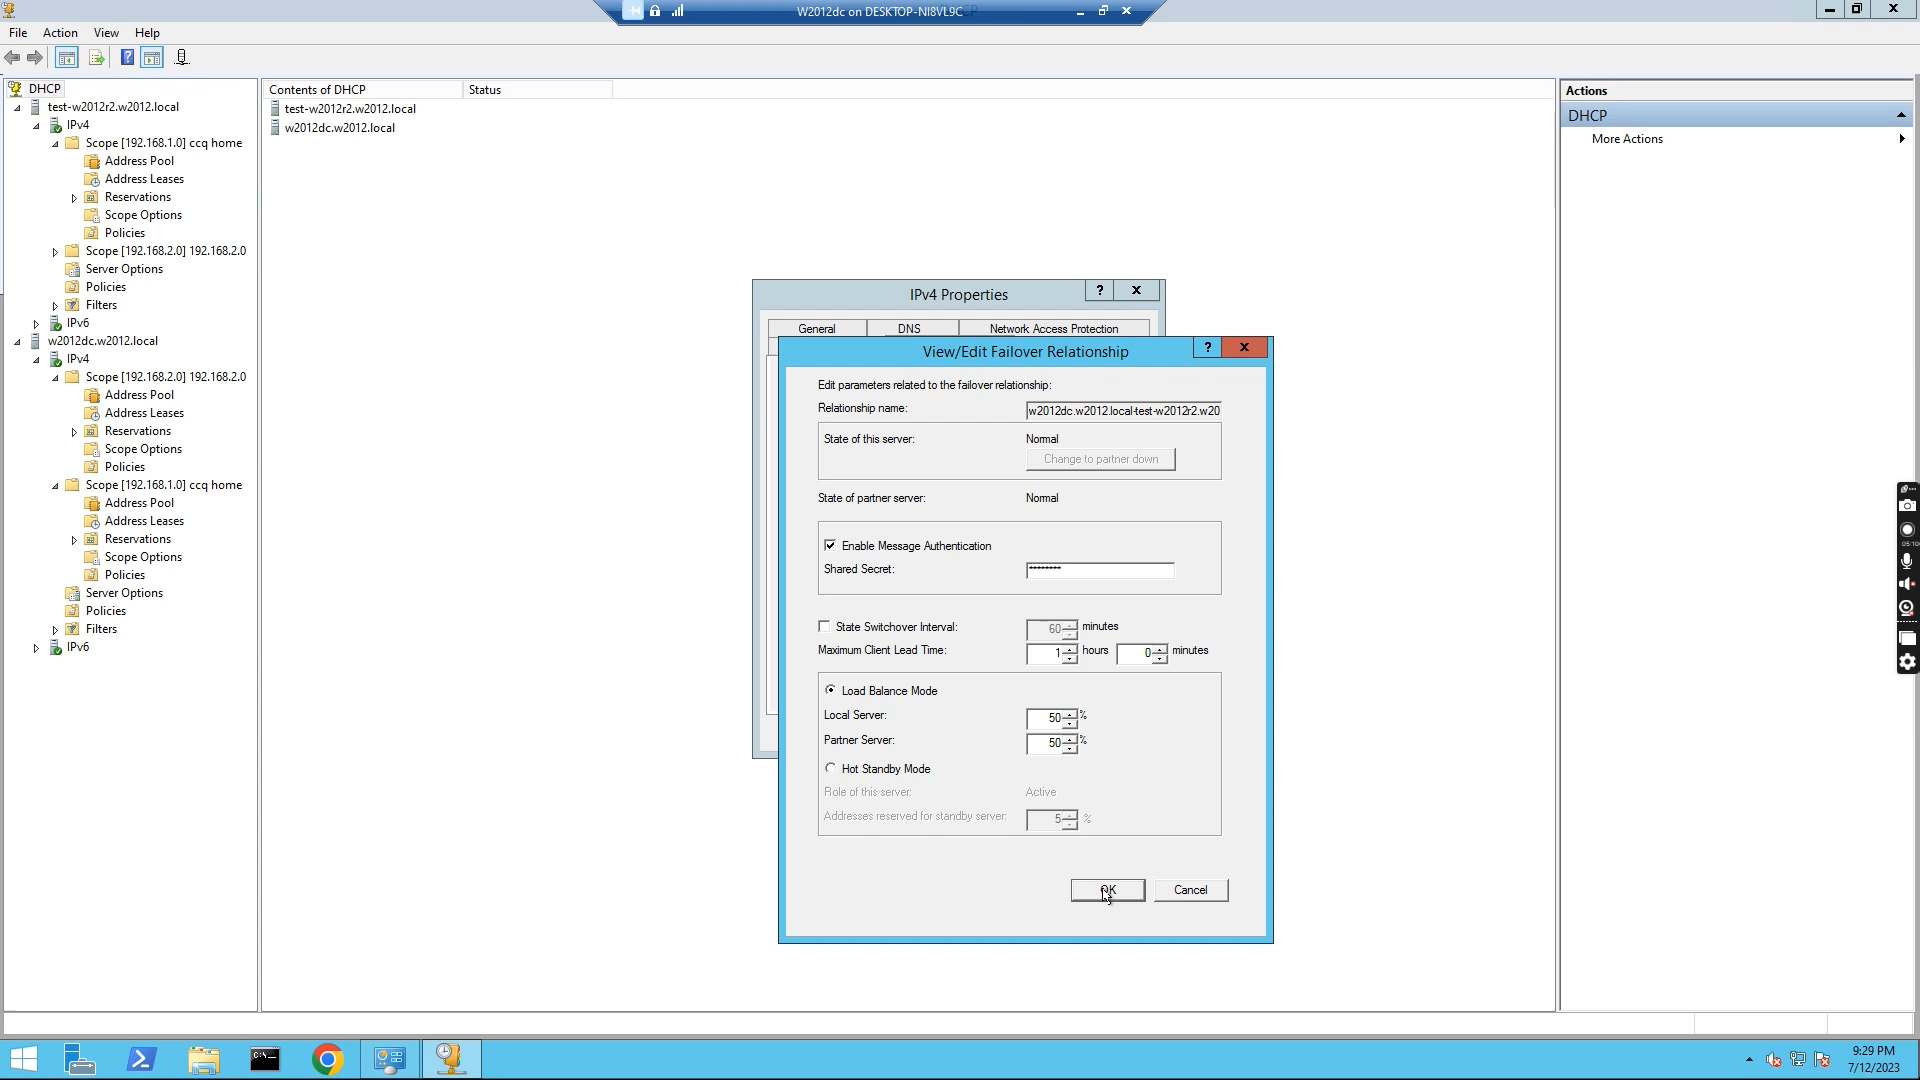 W2012dc on DESKTOP-NI8VL9C
File Action View Help
DHCP
test-w2012r2.w2012.local
IPv4
Scope [192.168.1.0] ccq home
Address Pool
Address Leases
Reservations
Scope Options
Policies
Scope [192.168.2.0] 192.168.2.0
Server Options
Policies
Filters
IPv6
w2012dc.w2012.local
IPv4
Scope [192.168.2.0] 192.168.2.0
Address Pool
Address Leases
Reservations
Scope Options
Policies
Scope [192.168.1.0] ccq home
Address Pool
Address Leases
Reservations
Scope Options
Policies
Server Options
Policies
Filters
IPv6
Contents of DHCP Status
test-w2012r2.w2012.local
w2012dc.w2012.local
IPv4 Properties
General DNS Network Access Protection
View/Edit Failover Relationship
Edit parameters related to the failover relationship:
Relationship name: w2012dc.w2012.local-test-w2012r2.w20
State of this server: Normal
Change to partner down
State of partner server: Normal
Enable Message Authentication
Shared Secret: ********
State Switchover Interval: 60 minutes
Maximum Client Lead Time: 1 hours 0 minutes
Load Balance Mode
Local Server: 50 %
Partner Server: 50 %
Hot Standby Mode
Role of this server: Active
Addresses reserved for standby server: 5 %
OK Cancel
Actions
DHCP
More Actions
9:29 PM
7/12/2023